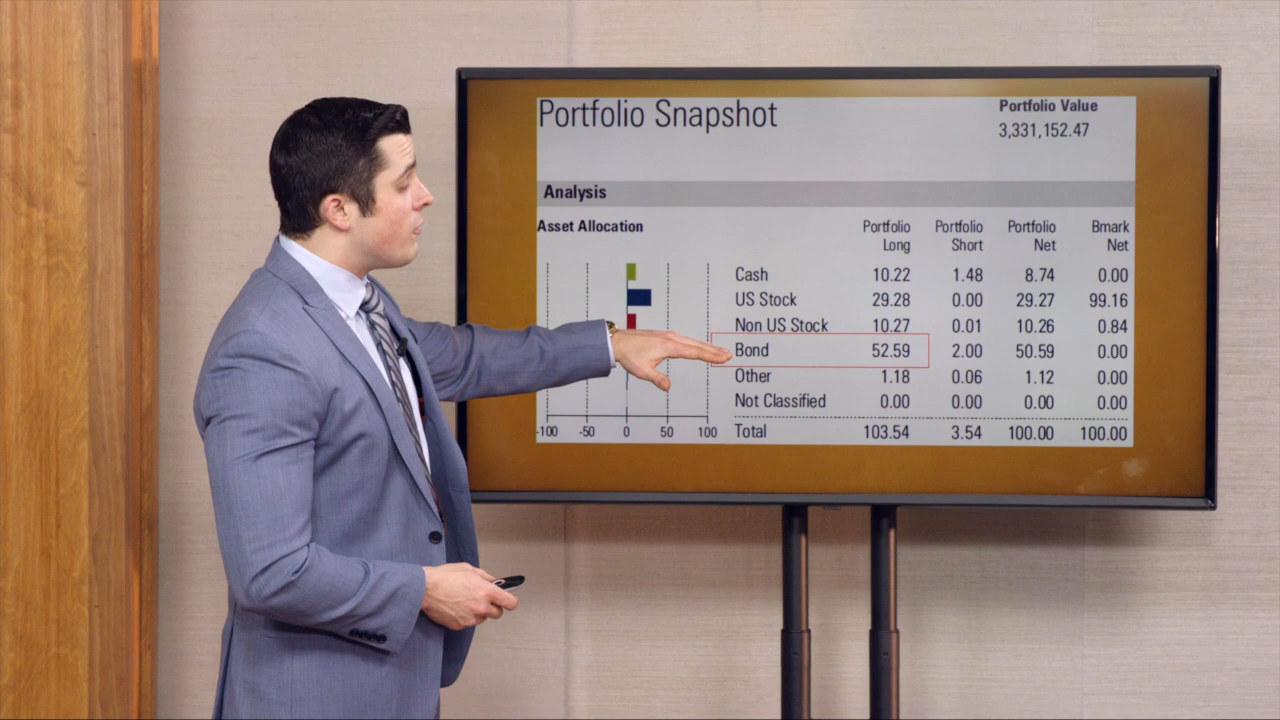 Portfolio Snapshot
Portfolio Value
3,331,152.47
Analysis
Asset Allocation
Portfolio Long Portfolio Short Portfolio Net Bmark Net
Cash 10.22 1.48 8.74 0.00
US Stock 29.28 0.00 29.27 99.16
Non US Stock 10.27 0.01 10.26 0.84
Bond 52.59 2.00 50.59 0.00
Other 1.18 0.06 1.12 0.00
Not Classified 0.00 0.00 0.00 0.00
-100 -50 0 50 100
Total 103.54 3.54 100.00 100.00